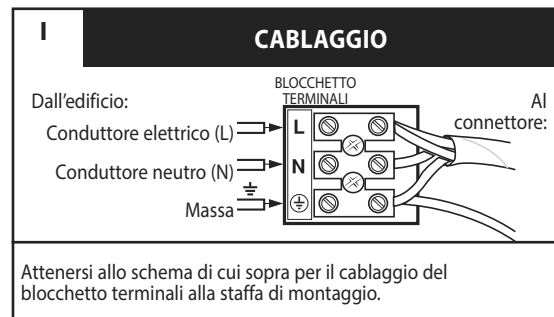 I
CABLAGGIO
Dall'edificio:
BLOCCHETTO
TERMINALI
Al
connettore:
Conduttore elettrico (L)
L
Conduttore neutro (N)
N
Massa
Attenersi allo schema di cui sopra per il cablaggio del
blocchetto terminali alla staffa di montaggio.